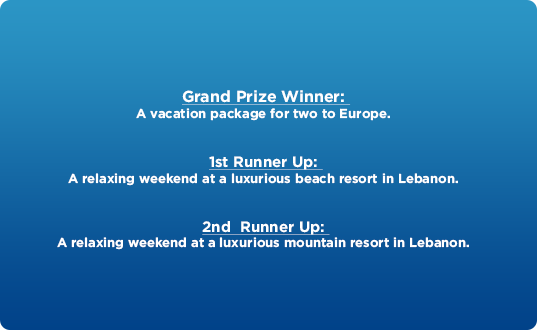 Grand Prize Winner:
A vacation package for two to Europe.
1st Runner Up:
A relaxing weekend at a luxurious beach resort in Lebanon.
2nd  Runner Up:
A relaxing weekend at a luxurious mountain resort in Lebanon.